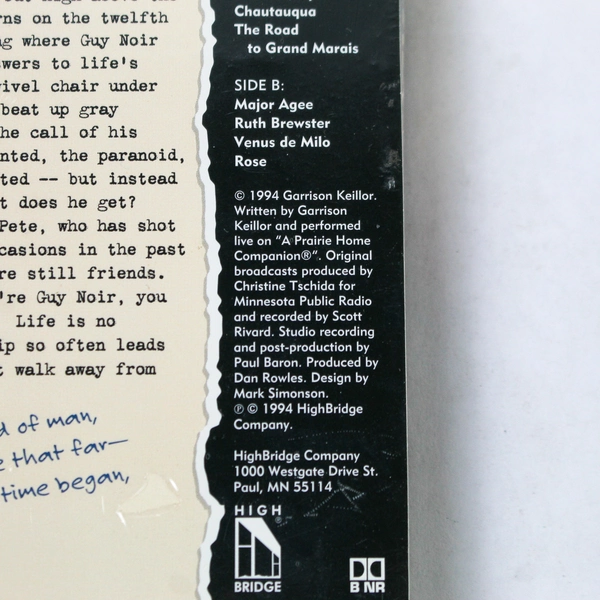 rns on the twelfth
ng where Guy Noir
swers to life's
ivel chair under
beat up gray
he call of his
nted, the paranoid,
ted -- but instead
t does he get?
Pete, who has shot
casions in the past
re still friends.
're Guy Noir, you
Life is no
ip so often leads
t walk away from
d of man,
e that far—
time began,
Chautauqua
The Road
to Grand Marais
SIDE B:
Major Agee
Ruth Brewster
Venus de Milo
Rose
© 1994 Garrison Keillor.
Written by Garrison
Keillor and performed
live on "A Prairie Home
Companion®". Original
broadcasts produced by
Christine Tschida for
Minnesota Public Radio
and recorded by Scott
Rivard. Studio recording
and post-production by
Paul Baron. Produced by
Dan Rowles. Design by
Mark Simonson.
℗ © 1994 HighBridge
Company.
HighBridge Company
1000 Westgate Drive St.
Paul, MN 55114
HIGH
®
BRIDGE
B NR